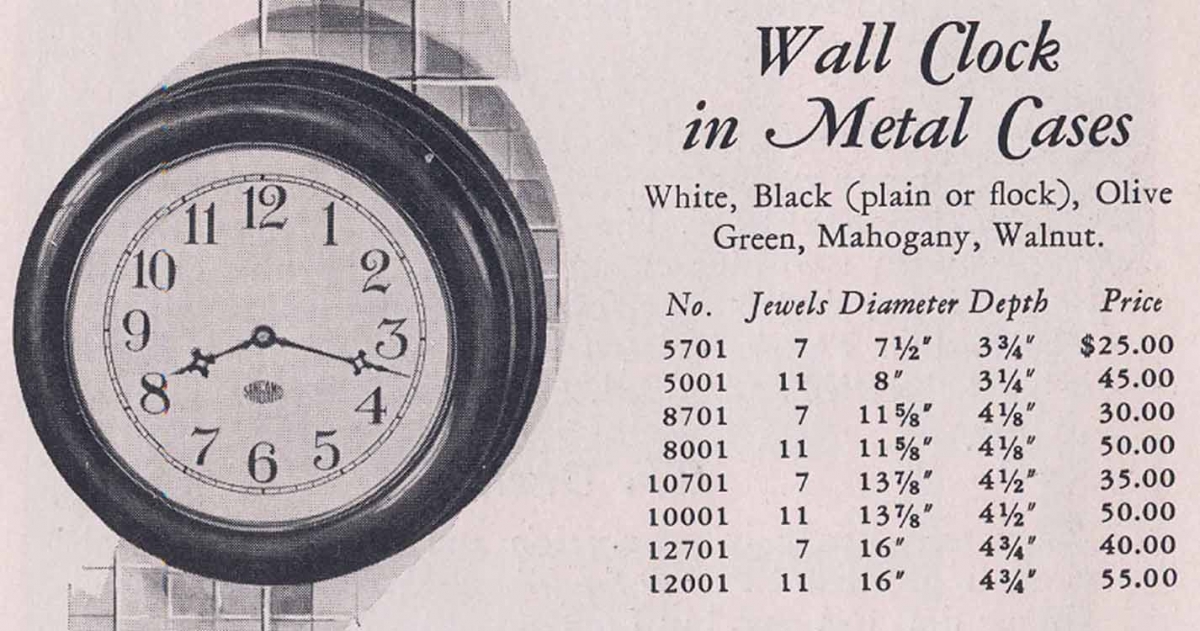 Wall Clock
in Metal Cases
White, Black (plain or flock), Olive
Green, Mahogany, Walnut.
No. Jewels Diameter Depth Price
5701 7 7½" 3¾" $25.00
5001 11 8" 3¼" 45.00
8701 7 11⅝" 4⅛" 30.00
8001 11 11⅝" 4⅛" 50.00
10701 7 13⅞" 4½" 35.00
10001 11 13⅞" 4½" 50.00
12701 7 16" 4¾" 40.00
12001 11 16" 4¾" 55.00
12
11 1
10 2
9 3
8 4
7 5
6